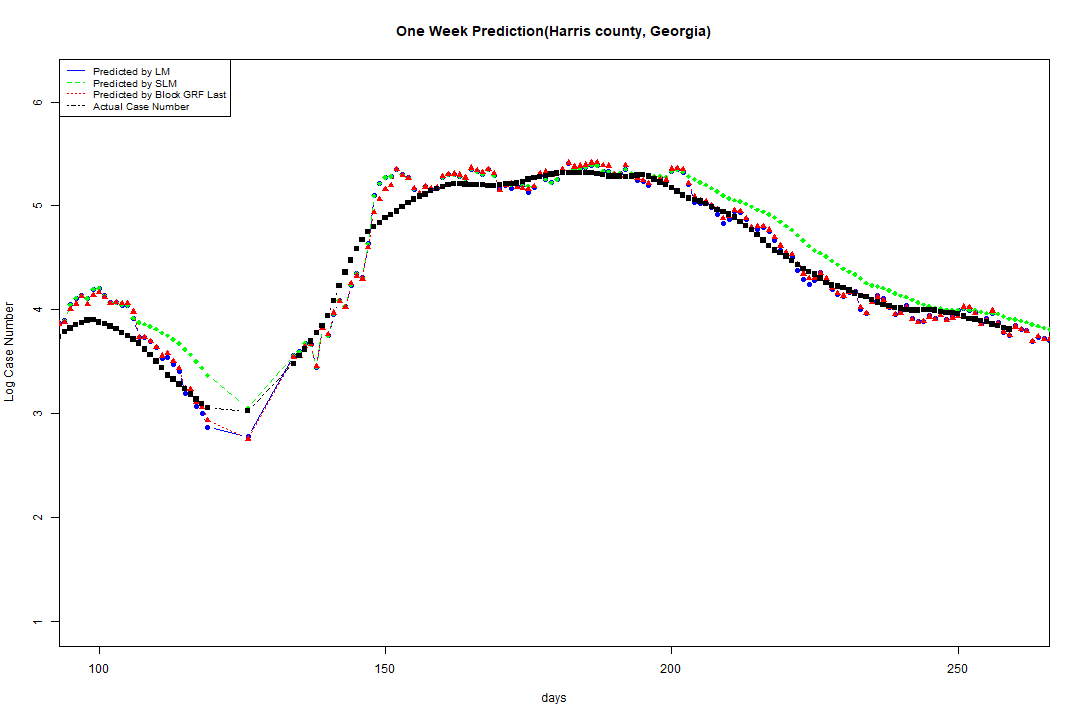 One Week Prediction(Harris county, Georgia)
Predicted by LM
Predicted by SLM
Predicted by Block GRF Last
Actual Case Number
6
5
4
3
2
1
Log Case Number
100
150
200
250
days